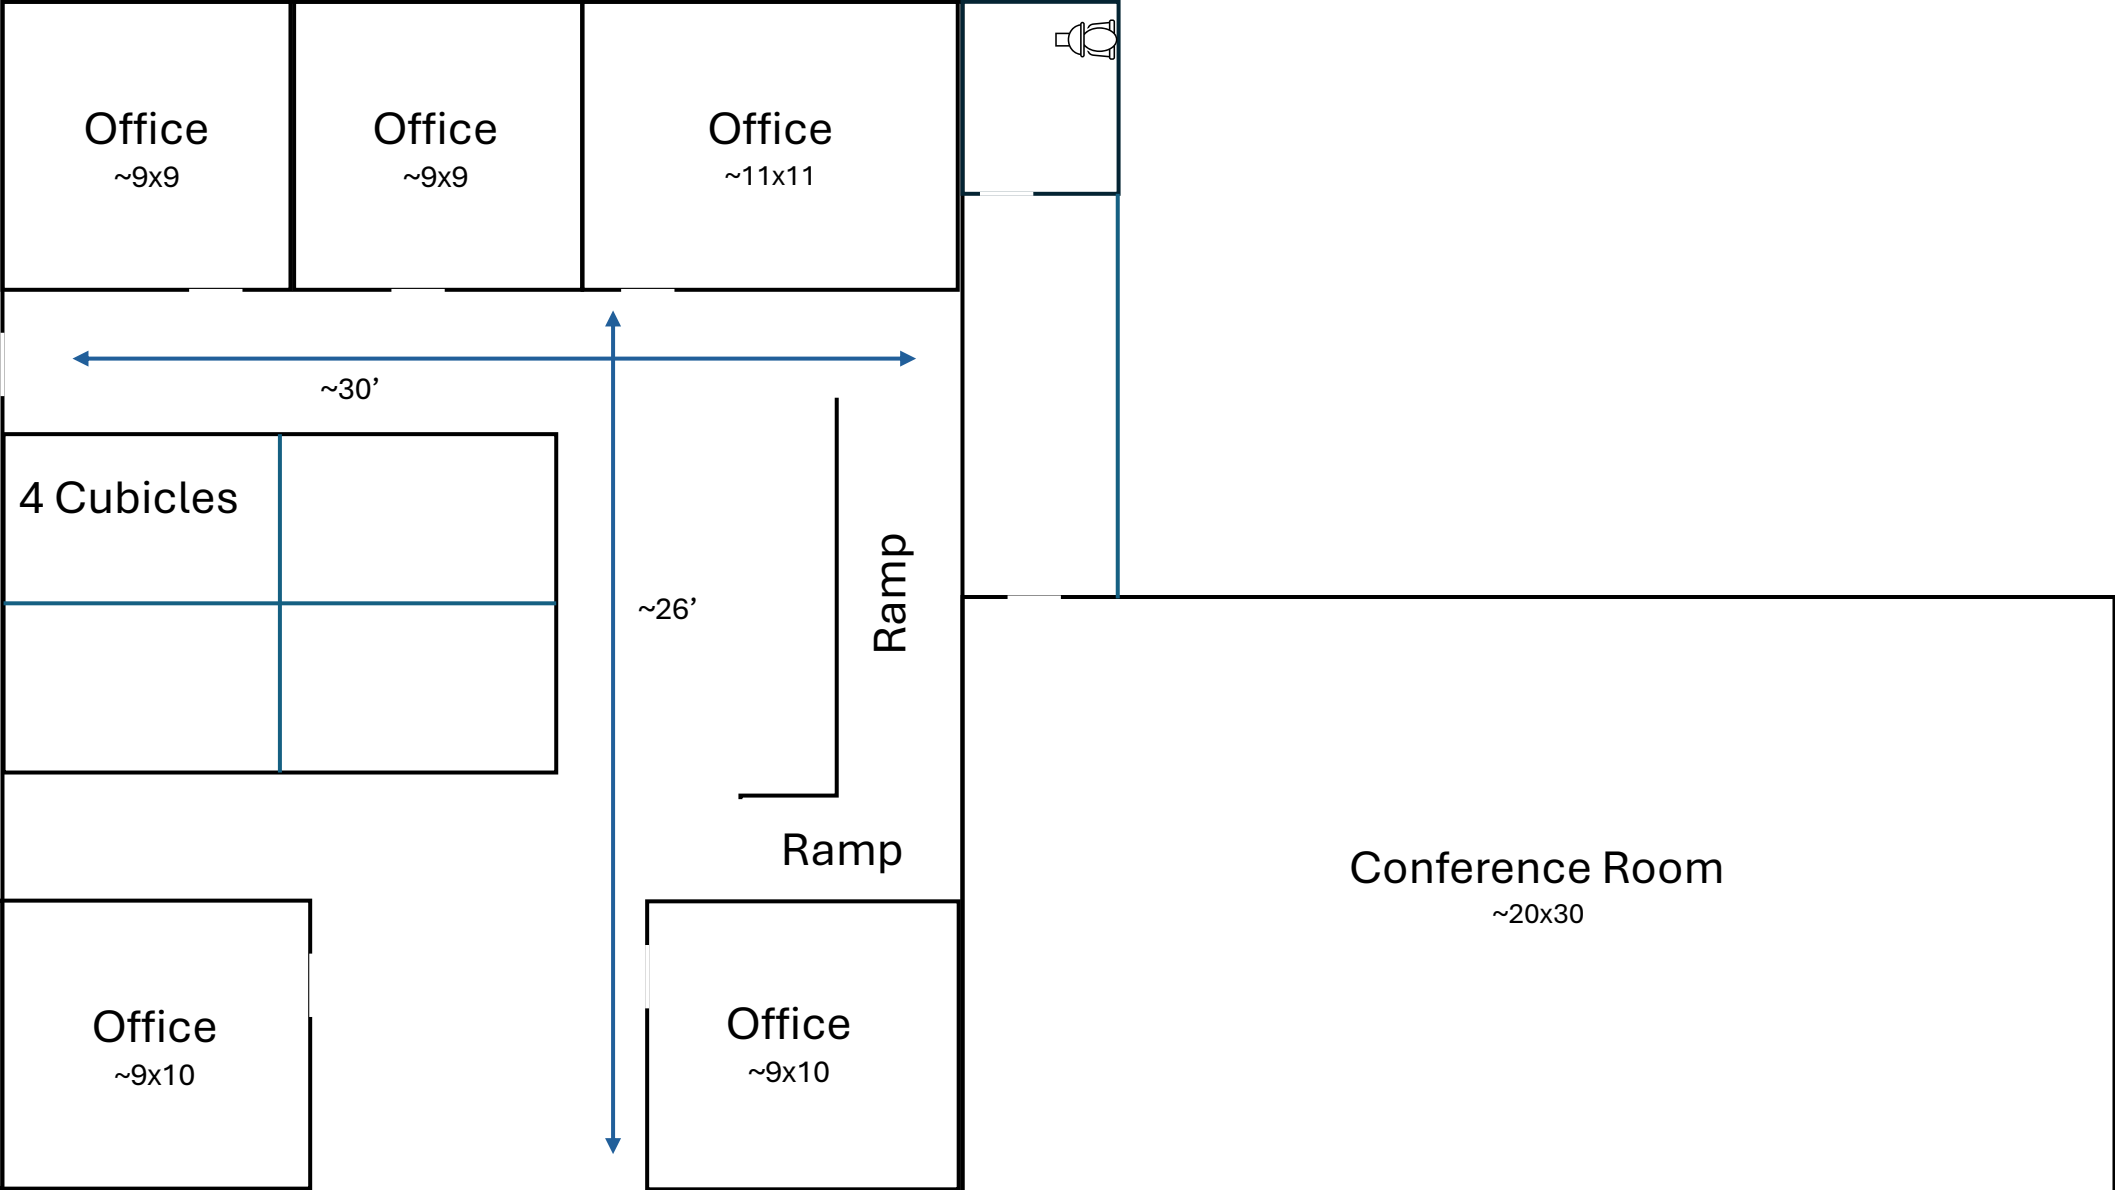 Office
~9x9
Office
~9x9
Office
~11x11
~30’
4 Cubicles
~26’
Ramp
Ramp
Conference Room
~20x30
Office
~9x10
Office
~9x10